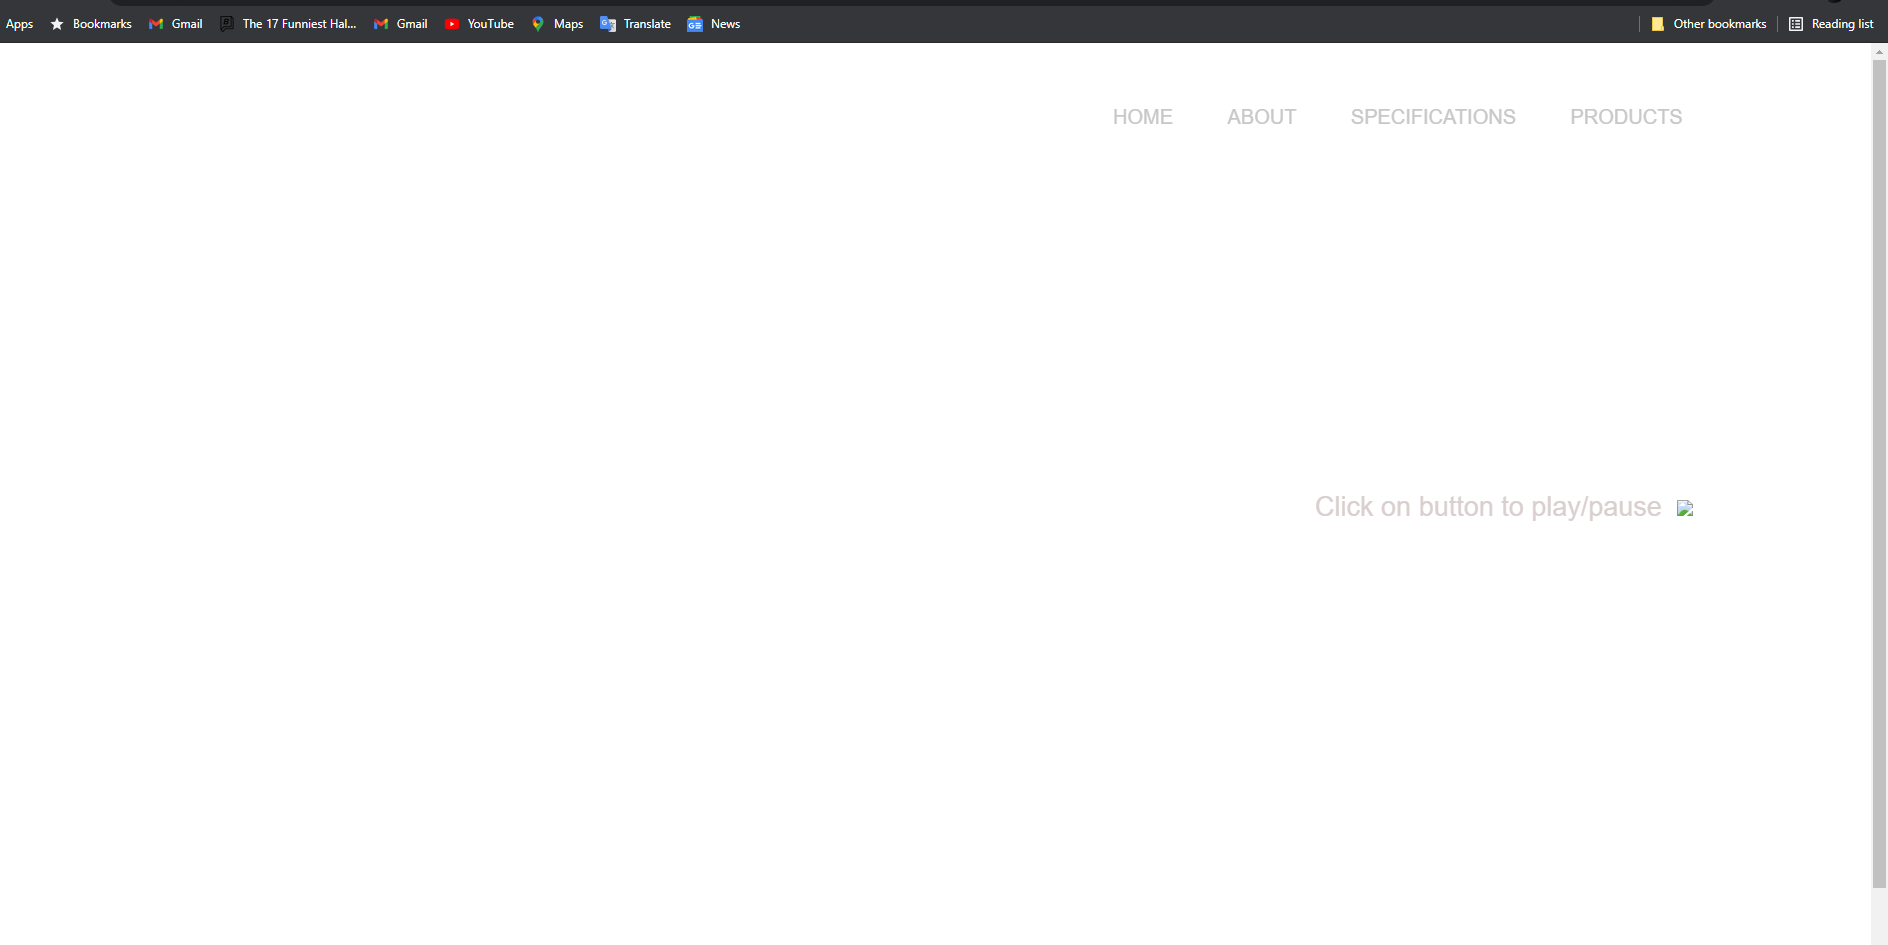 Apps Bookmarks Gmail The 17 Funniest Hal... Gmail YouTube Maps Translate News Other bookmarks Reading list
HOME ABOUT SPECIFICATIONS PRODUCTS
Click on button to play/pause